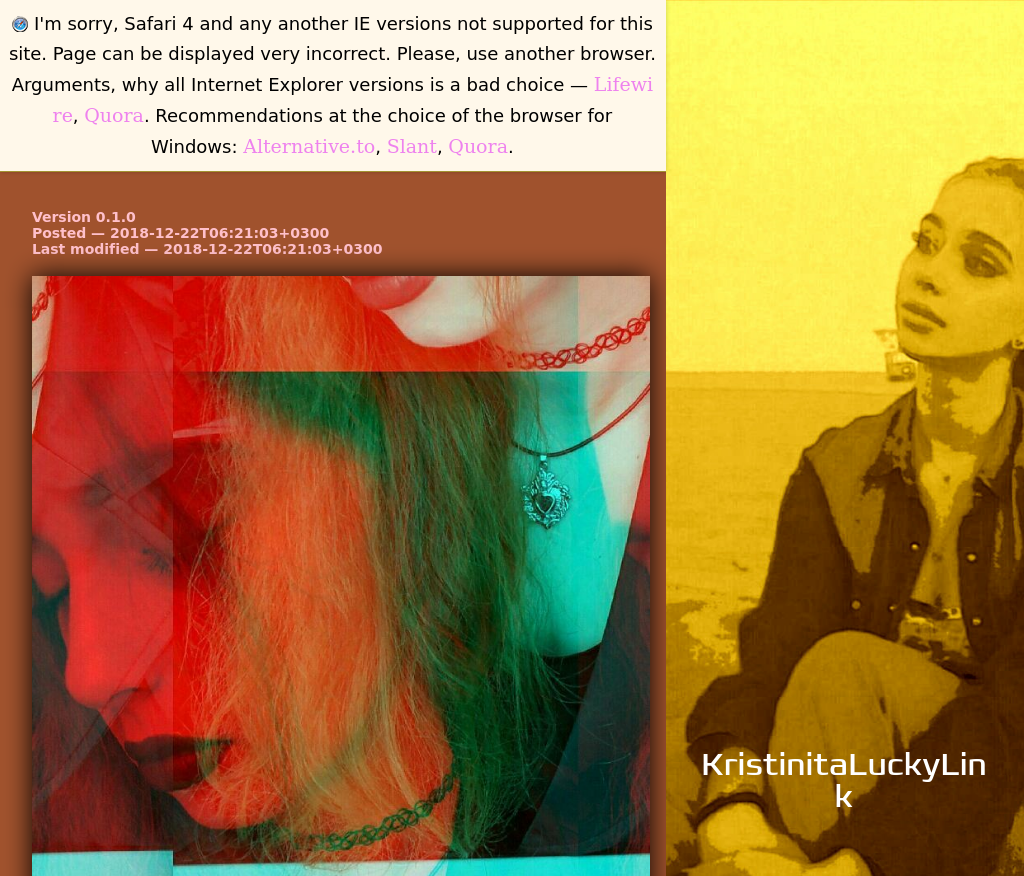 I'm sorry, Safari 4 and any another IE versions not supported for this
site. Page can be displayed very incorrect. Please, use another browser.
Arguments, why all Internet Explorer versions is a bad choice — Lifewi
re, Quora. Recommendations at the choice of the browser for
Windows: Alternative.to, Slant, Quora.
Version 0.1.0
Posted — 2018-12-22T06:21:03+0300
Last modified — 2018-12-22T06:21:03+0300
KristinitaLuckyLin
k